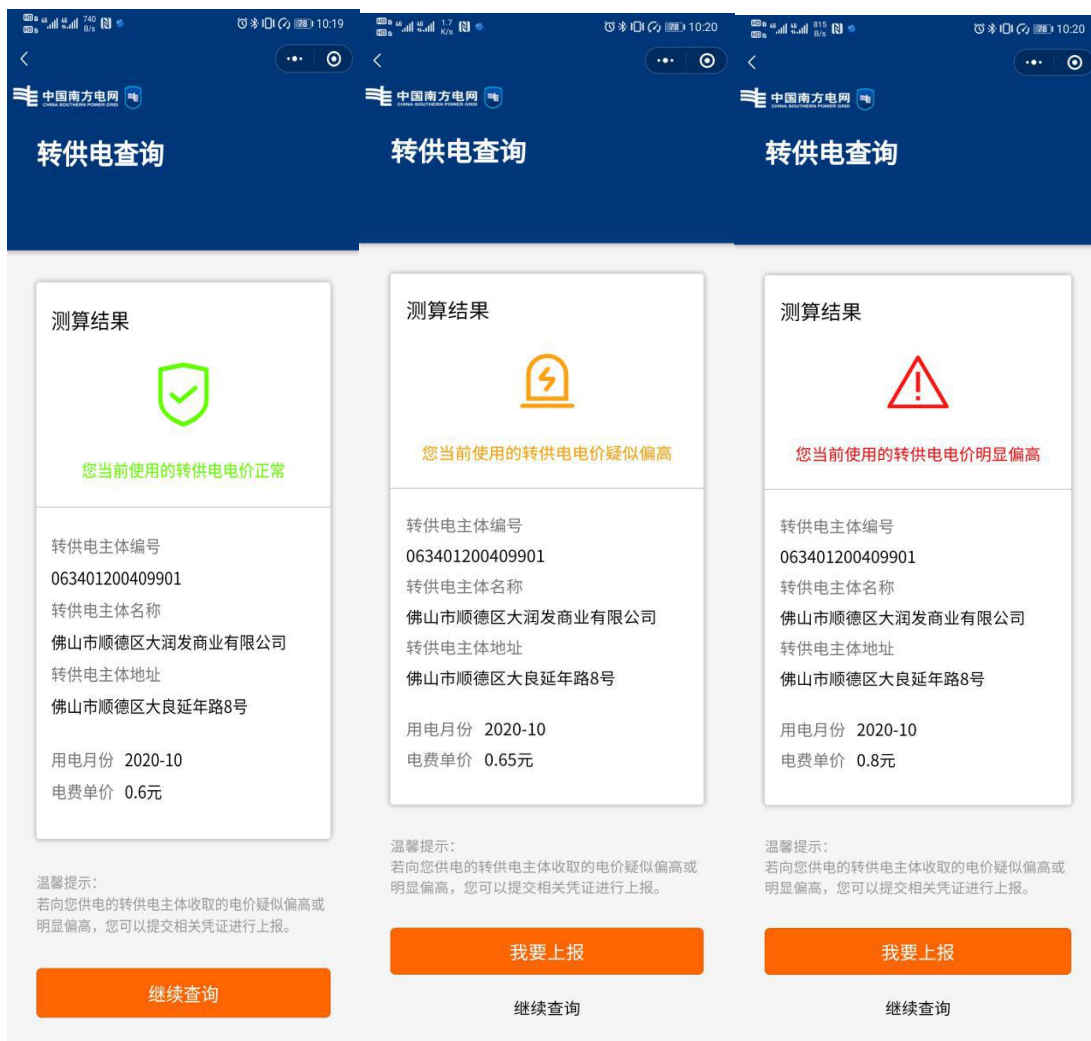 740 B/s
78 10:19
中国南方电网
CHINA SOUTHERN POWER GRID
转供电查询
测算结果
您当前使用的转供电电价正常
转供电主体编号
063401200409901
转供电主体名称
佛山市顺德区大润发商业有限公司
转供电主体地址
佛山市顺德区大良延年路8号
用电月份 2020-10
电费单价 0.6元
温馨提示：
若向您供电的转供电主体收取的电价疑似偏高或
明显偏高，您可以提交相关凭证进行上报。
继续查询
1.7 K/s
78 10:20
中国南方电网
CHINA SOUTHERN POWER GRID
转供电查询
测算结果
您当前使用的转供电电价疑似偏高
转供电主体编号
063401200409901
转供电主体名称
佛山市顺德区大润发商业有限公司
转供电主体地址
佛山市顺德区大良延年路8号
用电月份 2020-10
电费单价 0.65元
温馨提示：
若向您供电的转供电主体收取的电价疑似偏高或
明显偏高，您可以提交相关凭证进行上报。
我要上报
继续查询
815 B/s
78 10:20
中国南方电网
CHINA SOUTHERN POWER GRID
转供电查询
测算结果
您当前使用的转供电电价明显偏高
转供电主体编号
063401200409901
转供电主体名称
佛山市顺德区大润发商业有限公司
转供电主体地址
佛山市顺德区大良延年路8号
用电月份 2020-10
电费单价 0.8元
温馨提示：
若向您供电的转供电主体收取的电价疑似偏高或
明显偏高，您可以提交相关凭证进行上报。
我要上报
继续查询